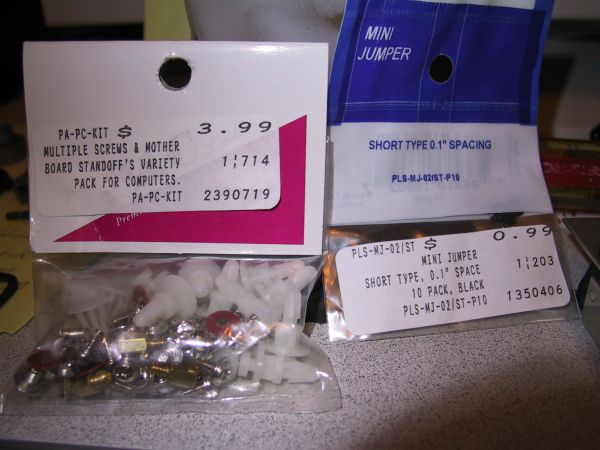 PA-PC-KIT $ 3.99
MULTIPLE SCREWS & MOTHER
BOARD STANDOFF'S VARIETY 1¦714
PACK FOR COMPUTERS.
PA-PC-KIT 2390719
MINI
JUMPER
SHORT TYPE 0.1" SPACING
PLS-MJ-02/ST-P10
PLS-MJ-02/ST $ 0.99
MINI JUMPER
SHORT TYPE, 0.1" SPACE 1¦203
10 PACK, BLACK
PLS-MJ-02/ST-P10 1350406